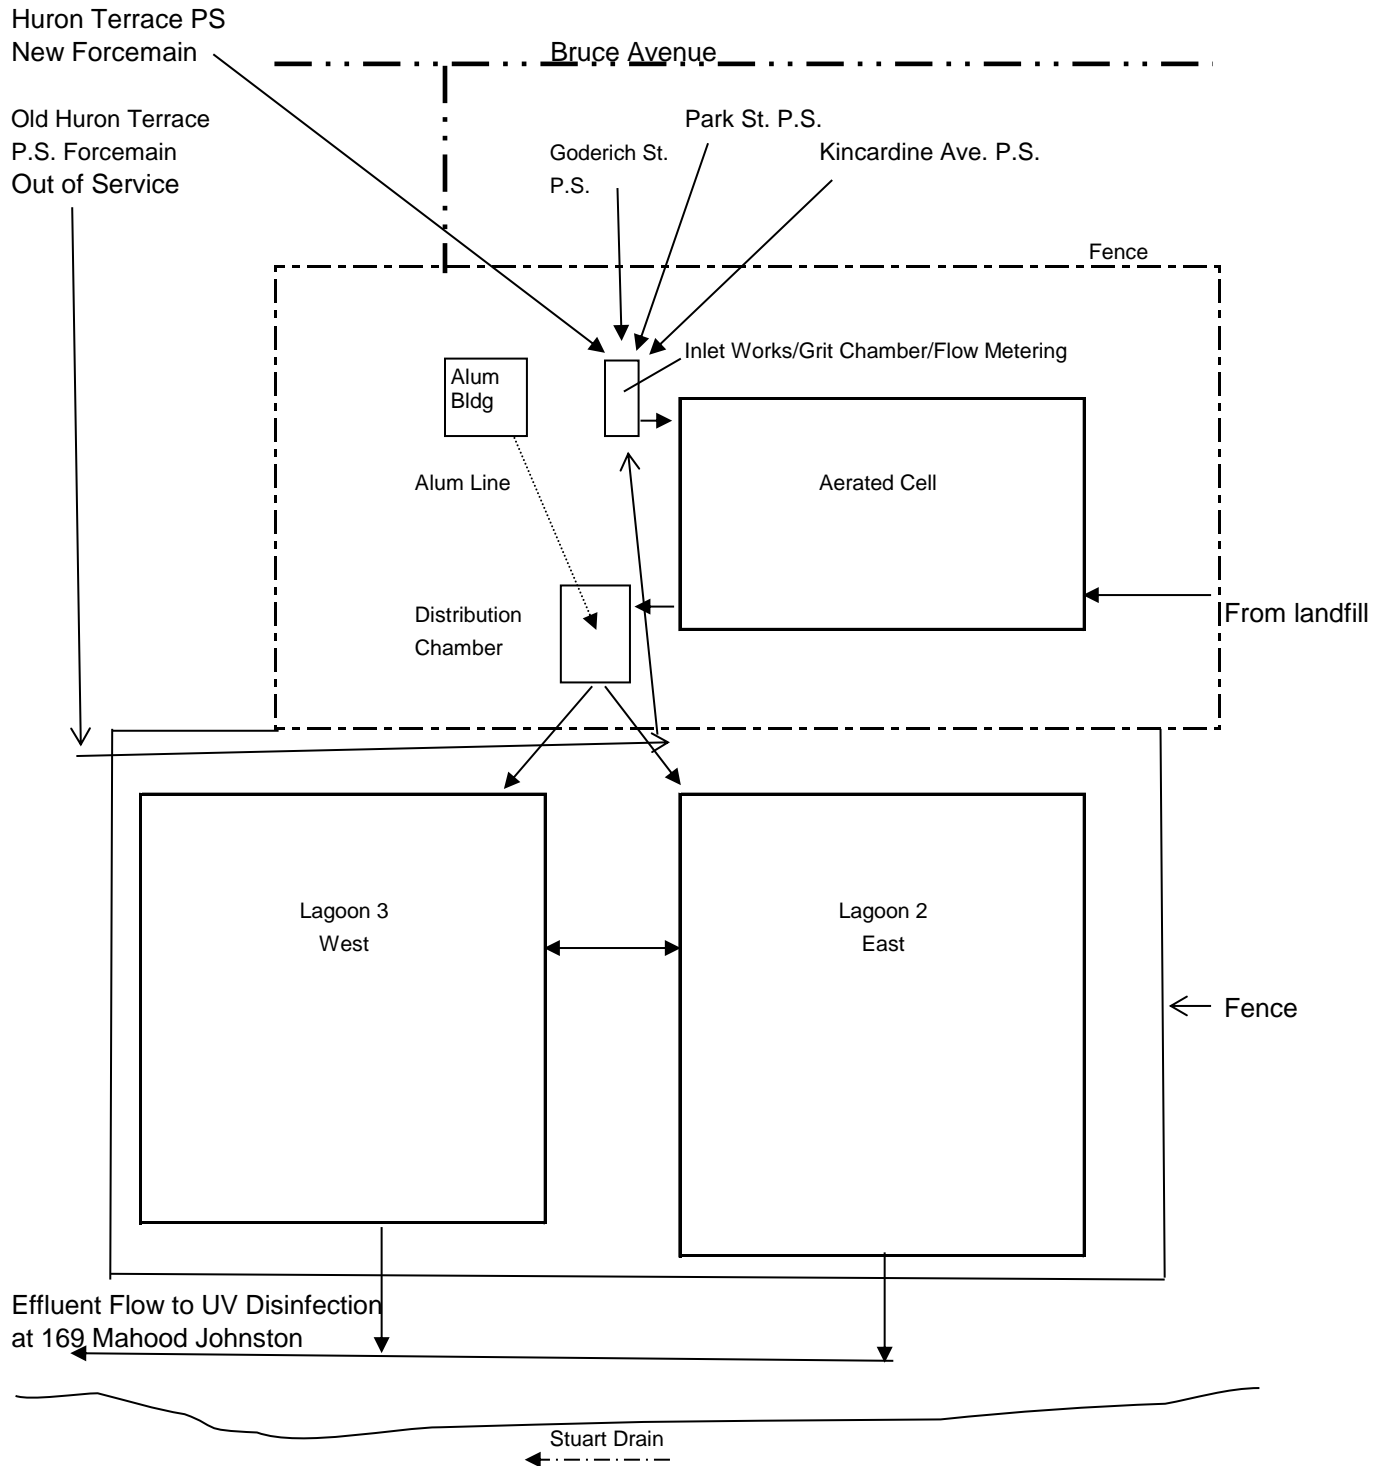 Huron Terrace PS
New Forcemain
Bruce Avenue
Old Huron Terrace
P.S. Forcemain
Out of Service
Goderich St.
P.S.
Park St. P.S.
Kincardine Ave. P.S.
Fence
Inlet Works/Grit Chamber/Flow Metering
Alum
Bldg
Alum Line
Aerated Cell
Distribution
Chamber
From landfill
Lagoon 3
West
Lagoon 2
East
Fence
Effluent Flow to UV Disinfection
at 169 Mahood Johnston
Stuart Drain